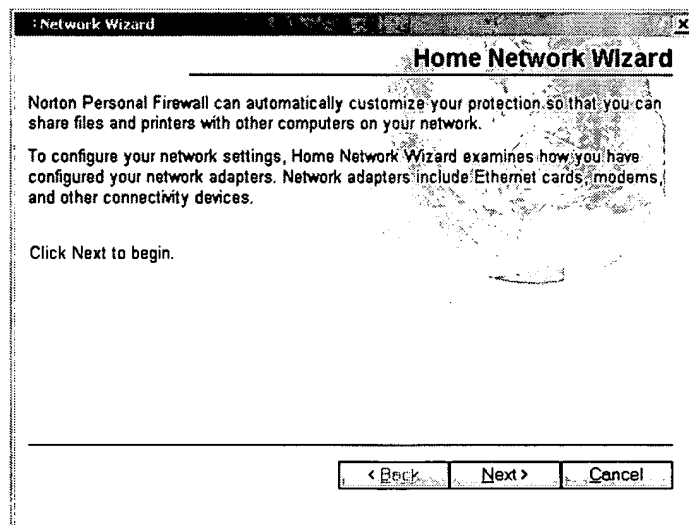 : Network Wizard
x
Home Network Wizard
Norton Personal Firewall can automatically customize your protection so that you can
share files and printers with other computers on your network.
To configure your network settings, Home Network Wizard examines how you have
configured your network adapters. Network adapters include Ethernet cards, modems,
and other connectivity devices.
Click Next to begin.
< Back Next > Cancel